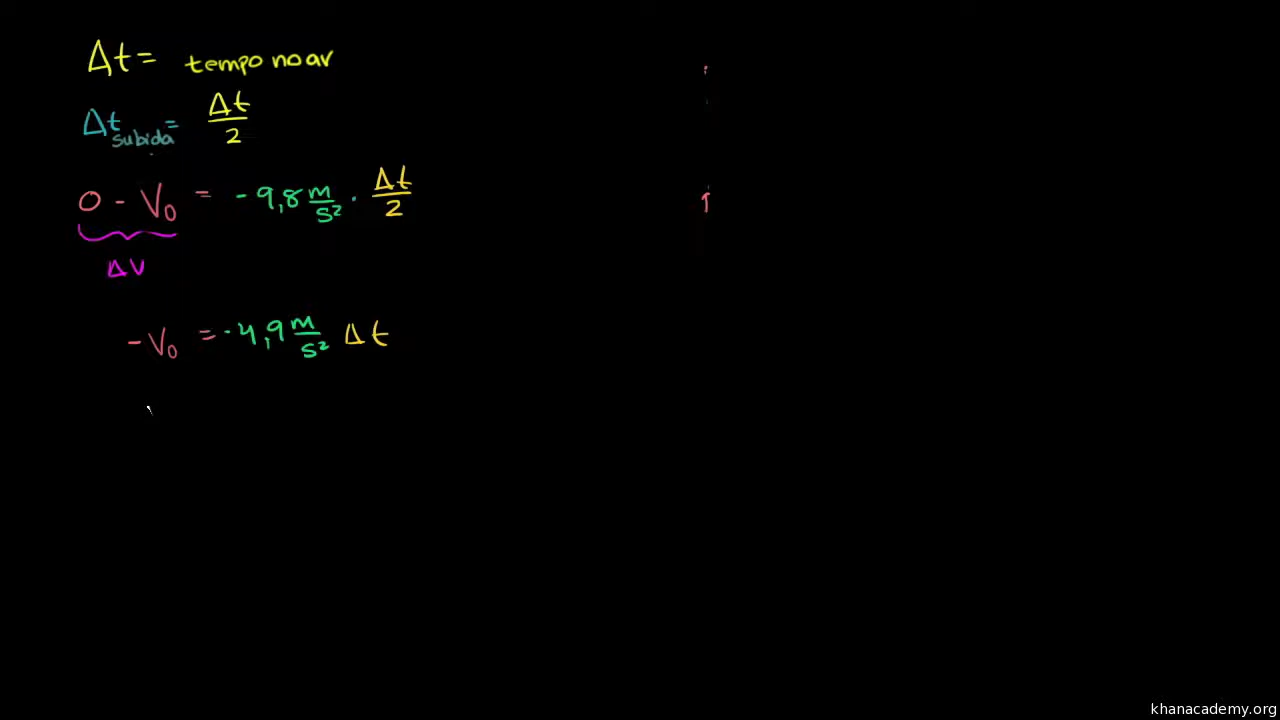 Δt = tempo no ar
Δt subida = Δt/2
0 - V₀ = -9,8 m/s² · Δt/2
ΔV
-V₀ = -4,9 m/s² Δt
khanacademy.org